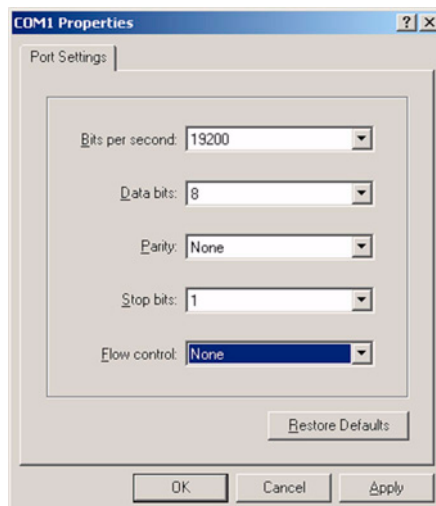 COM1 Properties
Port Settings
Bits per second: 19200
Data bits: 8
Parity: None
Stop bits: 1
Flow control: None
Restore Defaults
OK Cancel Apply